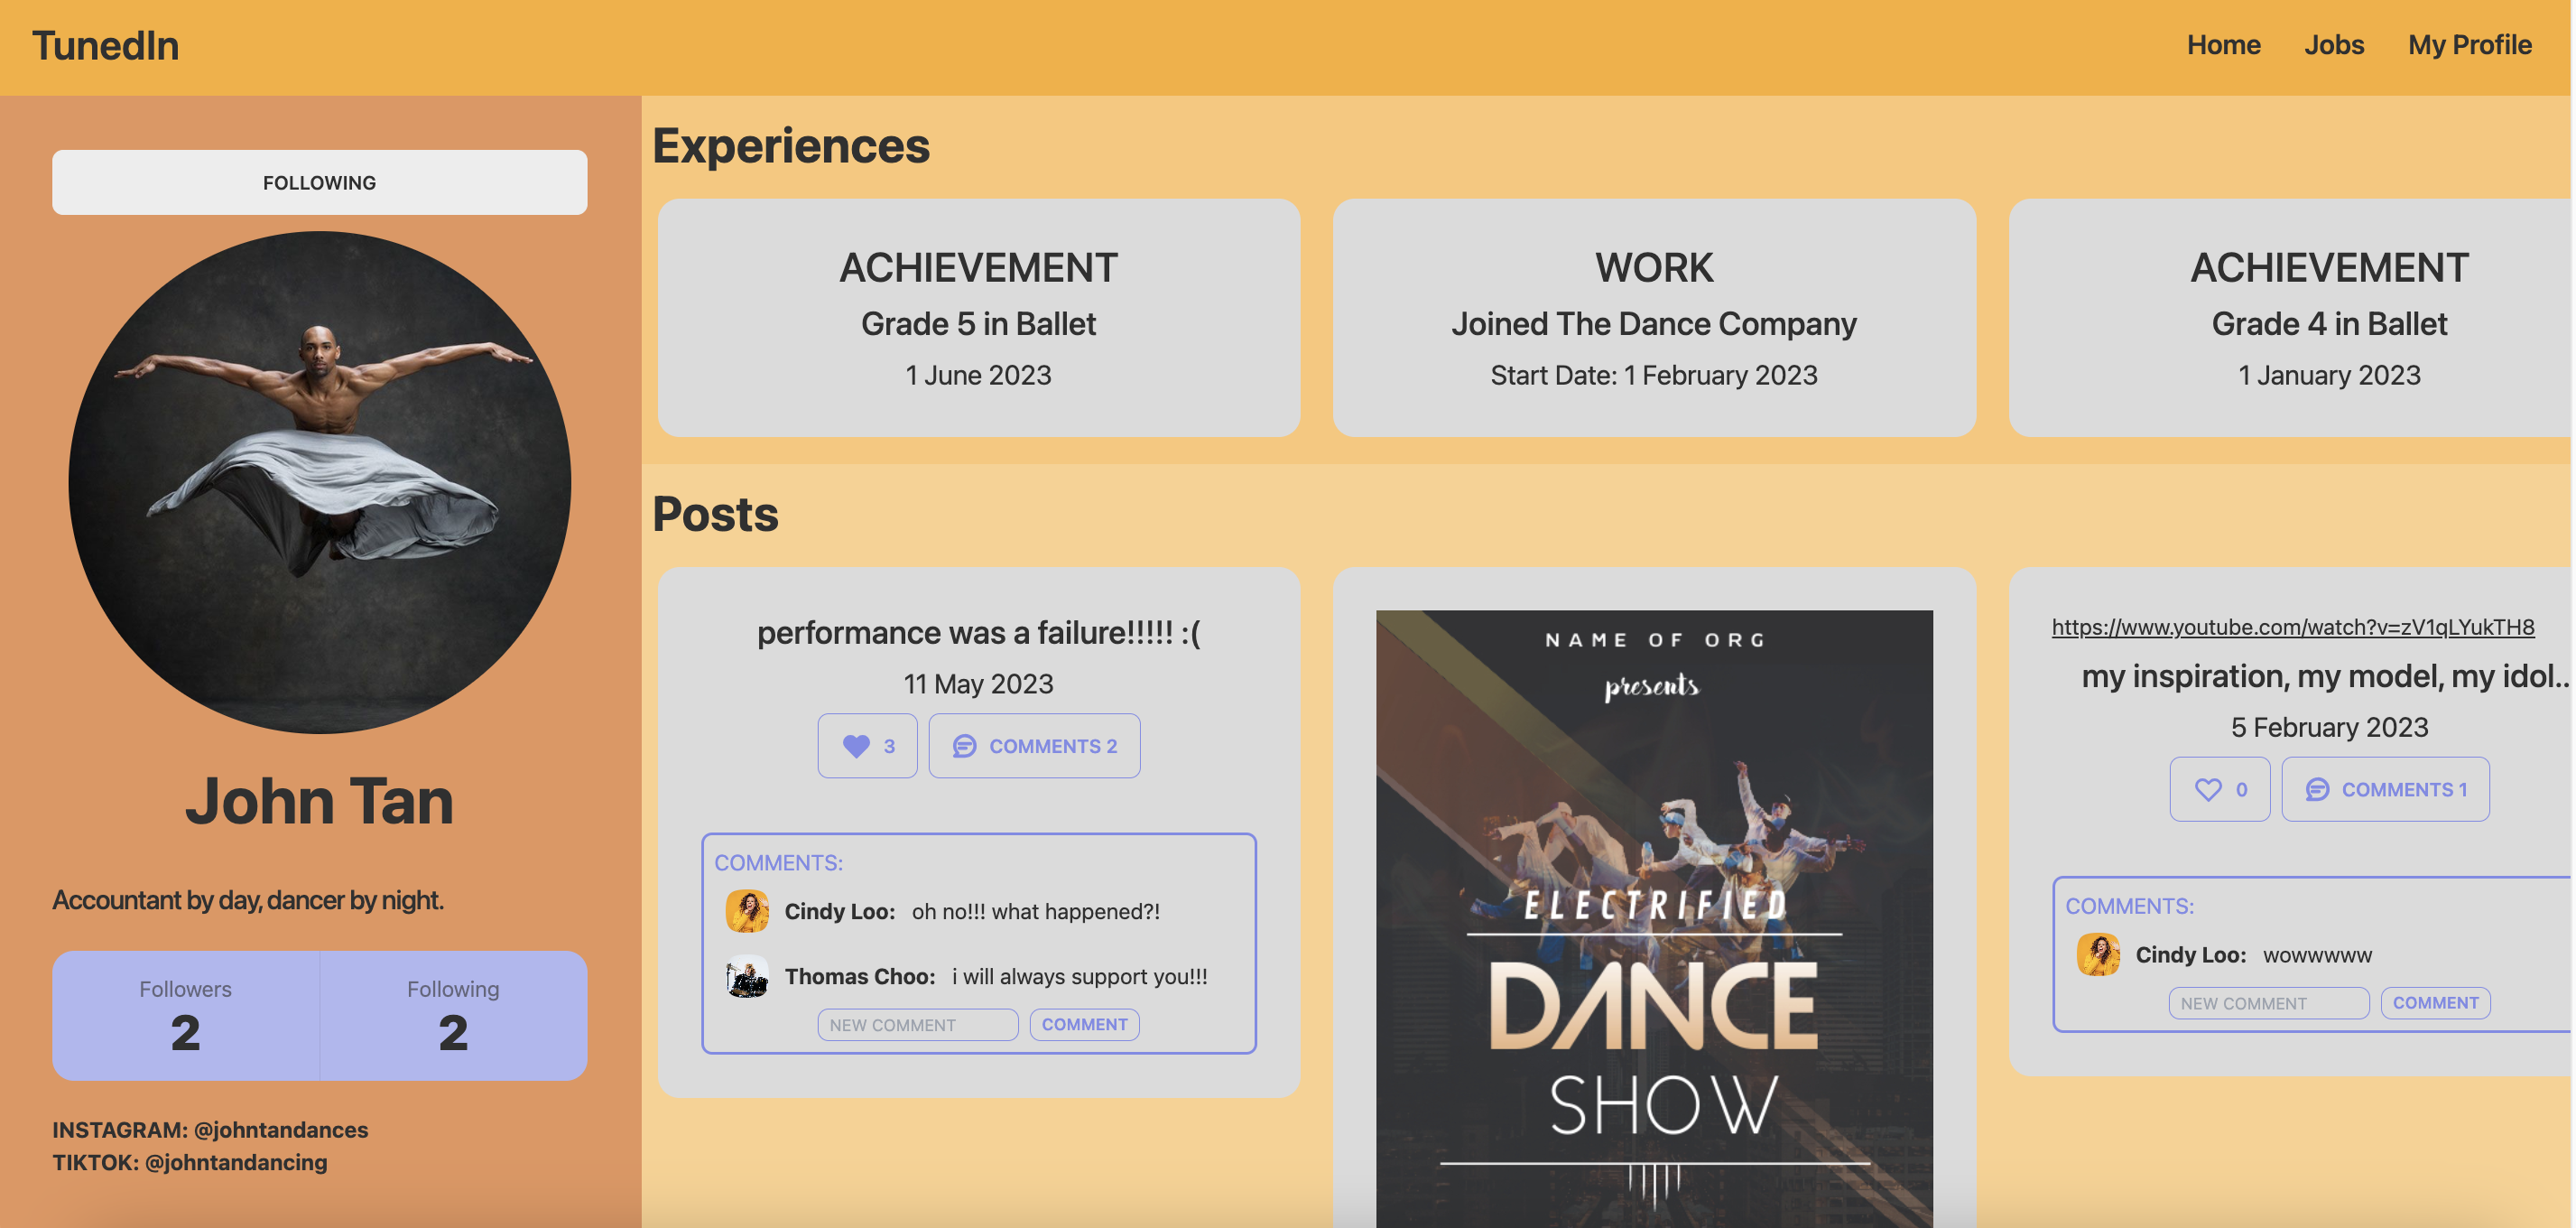 TunedIn
Home Jobs My Profile
FOLLOWING
John Tan
Accountant by day, dancer by night.
Followers
2
Following
2
INSTAGRAM: @johntandances
TIKTOK: @johntandancing
Experiences
ACHIEVEMENT
Grade 5 in Ballet
1 June 2023
WORK
Joined The Dance Company
Start Date: 1 February 2023
ACHIEVEMENT
Grade 4 in Ballet
1 January 2023
Posts
performance was a failure!!!!! :(
11 May 2023
3
COMMENTS 2
COMMENTS:
Cindy Loo: oh no!!! what happened?!
Thomas Choo: i will always support you!!!
NEW COMMENT
COMMENT
NAME OF ORG
presents
ELECTRIFIED
DANCE
SHOW
https://www.youtube.com/watch?v=zV1qLYukTH8
my inspiration, my model, my idol..
5 February 2023
0
COMMENTS 1
COMMENTS:
Cindy Loo: wowwwww
NEW COMMENT
COMMENT